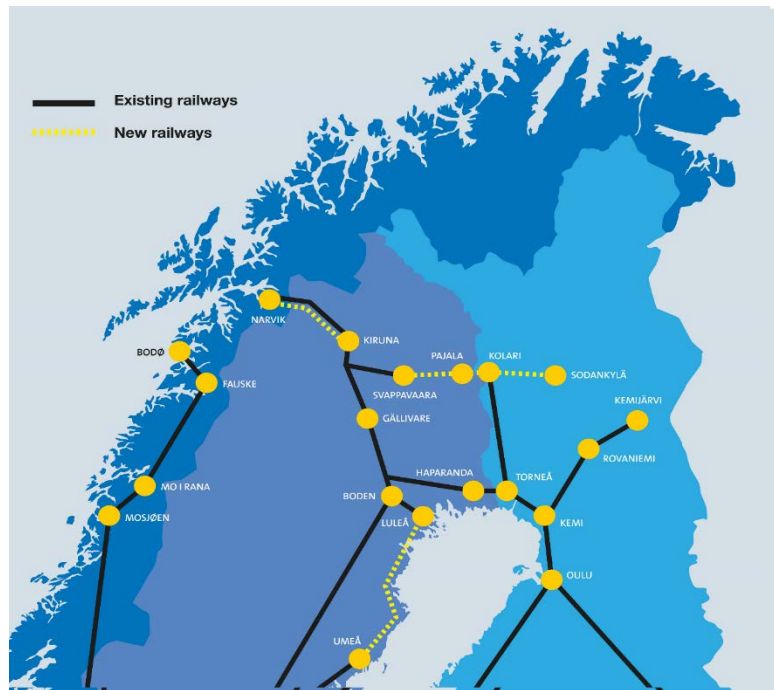 Existing railways
New railways
NARVIK
KIRUNA
BODØ
PAJALA
KOLARI
FAUSKE
SVAPPAVAARA
SODANKYLÄ
KEMIJÄRVI
GÄLLIVARE
ROVANIEMI
HAPARANDA
TORNEÅ
MO I RANA
BODEN
MOSJØEN
LULEÅ
KEMI
OULU
UMEÅ